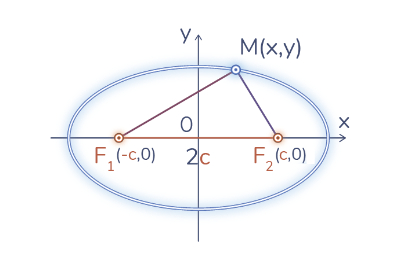 y
M(x,y)
0
x
F₁(-c,0)
2c
F₂(c,0)